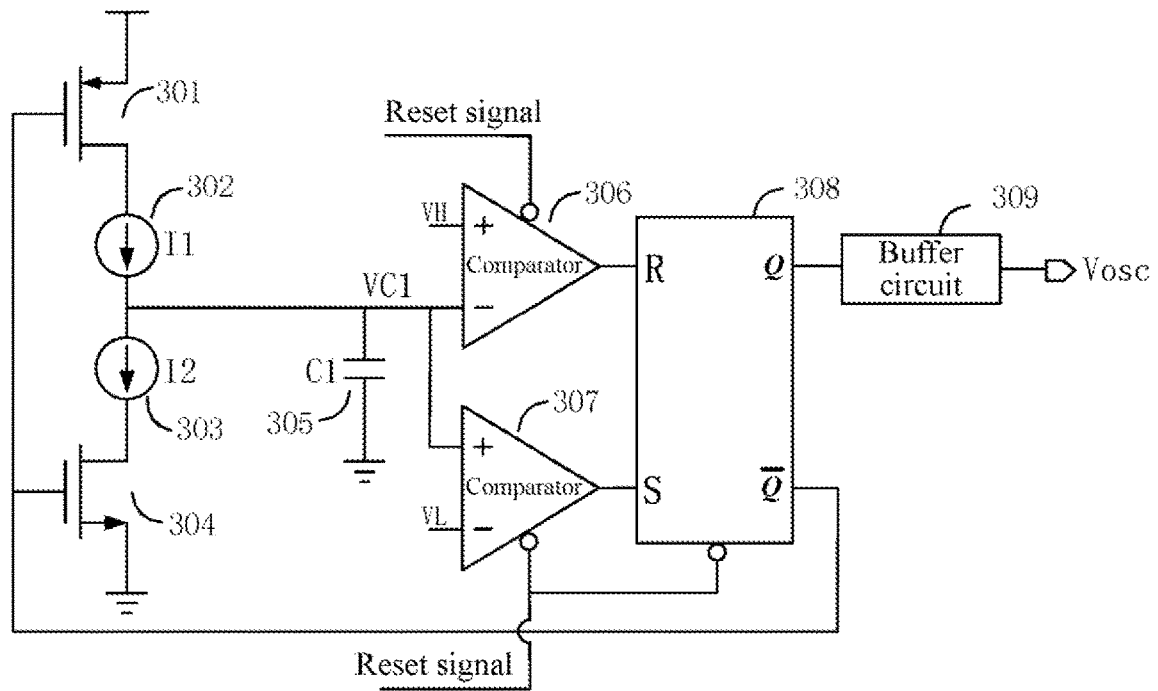 301
Reset signal
302
306
308
309
VH
+
I1
Comparator
R
Q
Buffer
circuit
Vosc
VC1
−
I2
C1
307
303
305
+
Comparator
S
Q̅
304
VL
−
Reset signal